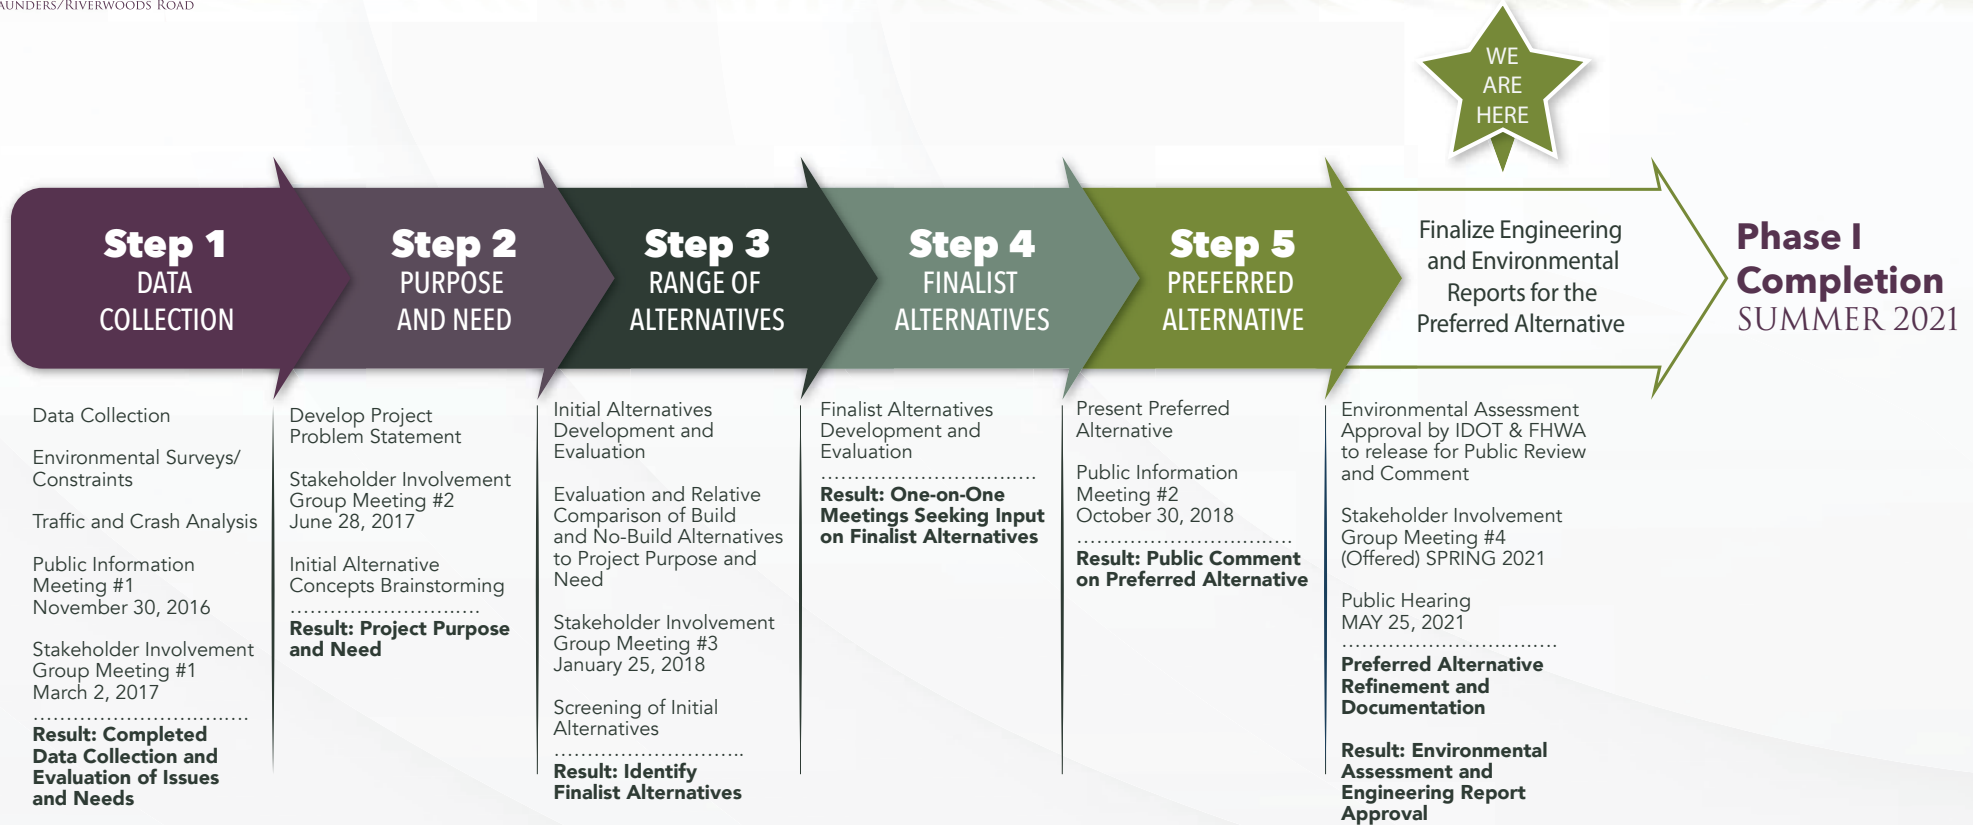 RIVERWOODS ROAD
WE
ARE
HERE
Step 1
DATA
COLLECTION
Step 2
PURPOSE
AND NEED
Step 3
RANGE OF
ALTERNATIVES
Step 4
FINALIST
ALTERNATIVES
Step 5
PREFERRED
ALTERNATIVE
Finalize Engineering
and Environmental
Reports for the
Preferred Alternative
Phase I
Completion
SUMMER 2021
Data Collection
Environmental Surveys/
Constraints
Traffic and Crash Analysis
Public Information
Meeting #1
November 30, 2016
Stakeholder Involvement
Group Meeting #1
March 2, 2017
Result: Completed
Data Collection and
Evaluation of Issues
and Needs
Develop Project
Problem Statement
Stakeholder Involvement
Group Meeting #2
June 28, 2017
Initial Alternative
Concepts Brainstorming
Result: Project Purpose
and Need
Initial Alternatives
Development and
Evaluation
Evaluation and Relative
Comparison of Build
and No-Build Alternatives
to Project Purpose and
Need
Stakeholder Involvement
Group Meeting #3
January 25, 2018
Screening of Initial
Alternatives
Result: Identify
Finalist Alternatives
Finalist Alternatives
Development and
Evaluation
Result: One-on-One
Meetings Seeking Input
on Finalist Alternatives
Present Preferred
Alternative
Public Information
Meeting #2
October 30, 2018
Result: Public Comment
on Preferred Alternative
Environmental Assessment
Approval by IDOT & FHWA
to release for Public Review
and Comment
Stakeholder Involvement
Group Meeting #4
(Offered) SPRING 2021
Public Hearing
MAY 25, 2021
Preferred Alternative
Refinement and
Documentation
Result: Environmental
Assessment and
Engineering Report
Approval